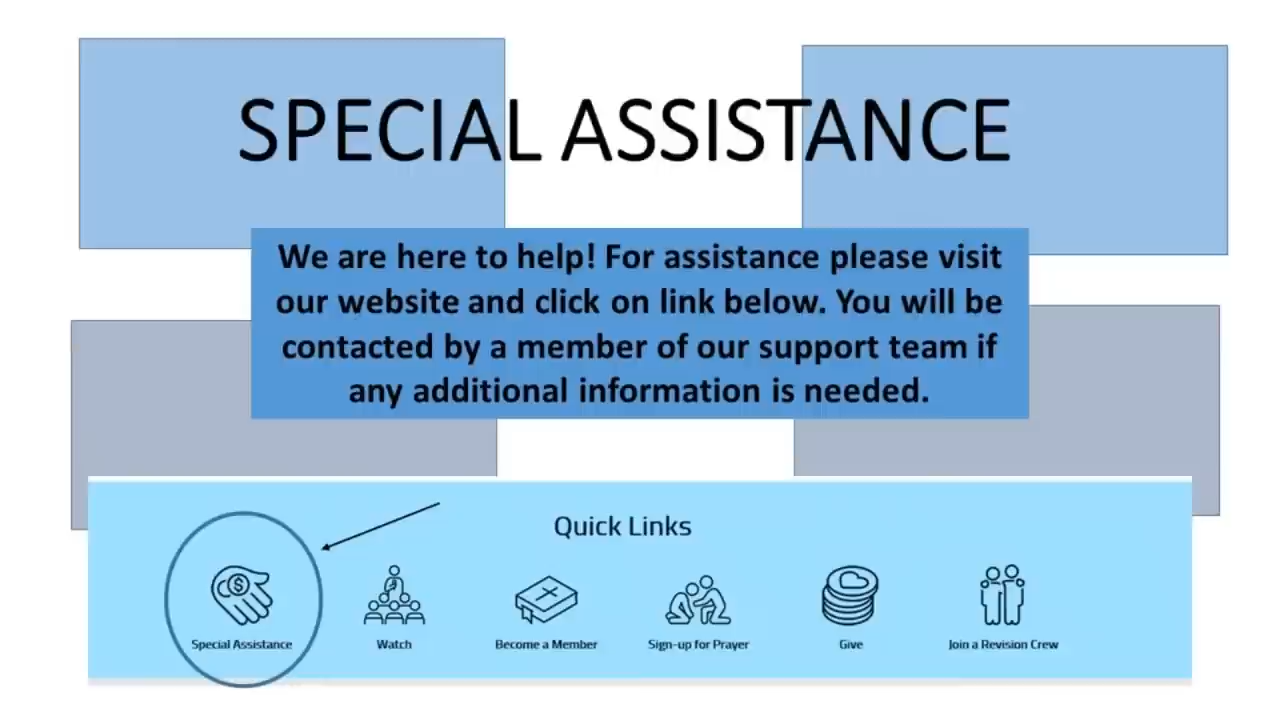 SPECIAL ASSISTANCE
We are here to help! For assistance please visit
our website and click on link below. You will be
contacted by a member of our support team if
any additional information is needed.
Quick Links
$
Special Assistance
Watch
Become a Member
Sign-up for Prayer
Give
Join a Revision Crew